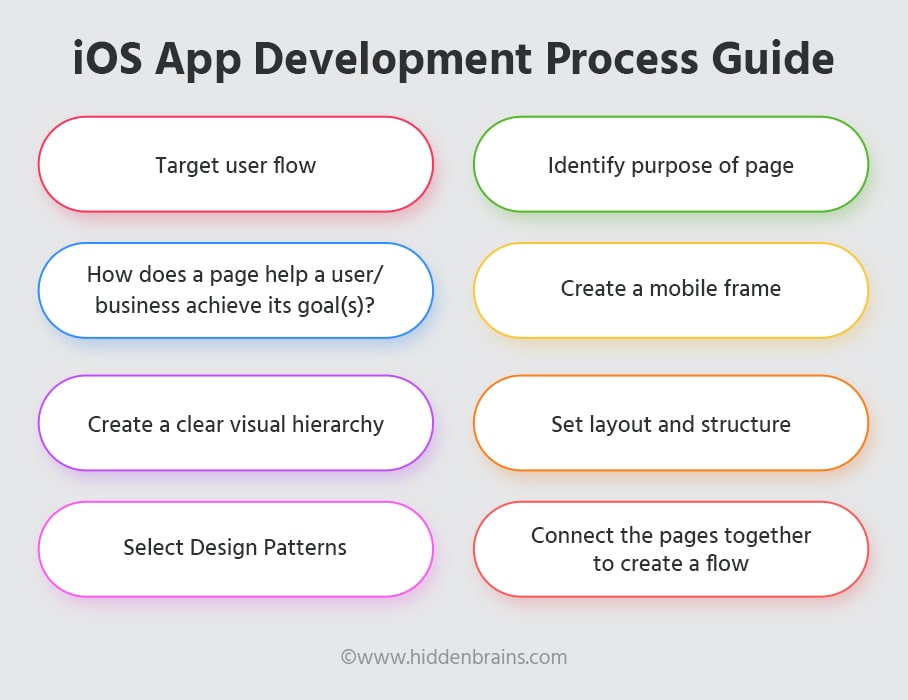 iOS App Development Process Guide
Target user flow
Identify purpose of page
How does a page help a user/
business achieve its goal(s)?
Create a mobile frame
Create a clear visual hierarchy
Set layout and structure
Select Design Patterns
Connect the pages together
to create a flow
©www.hiddenbrains.com